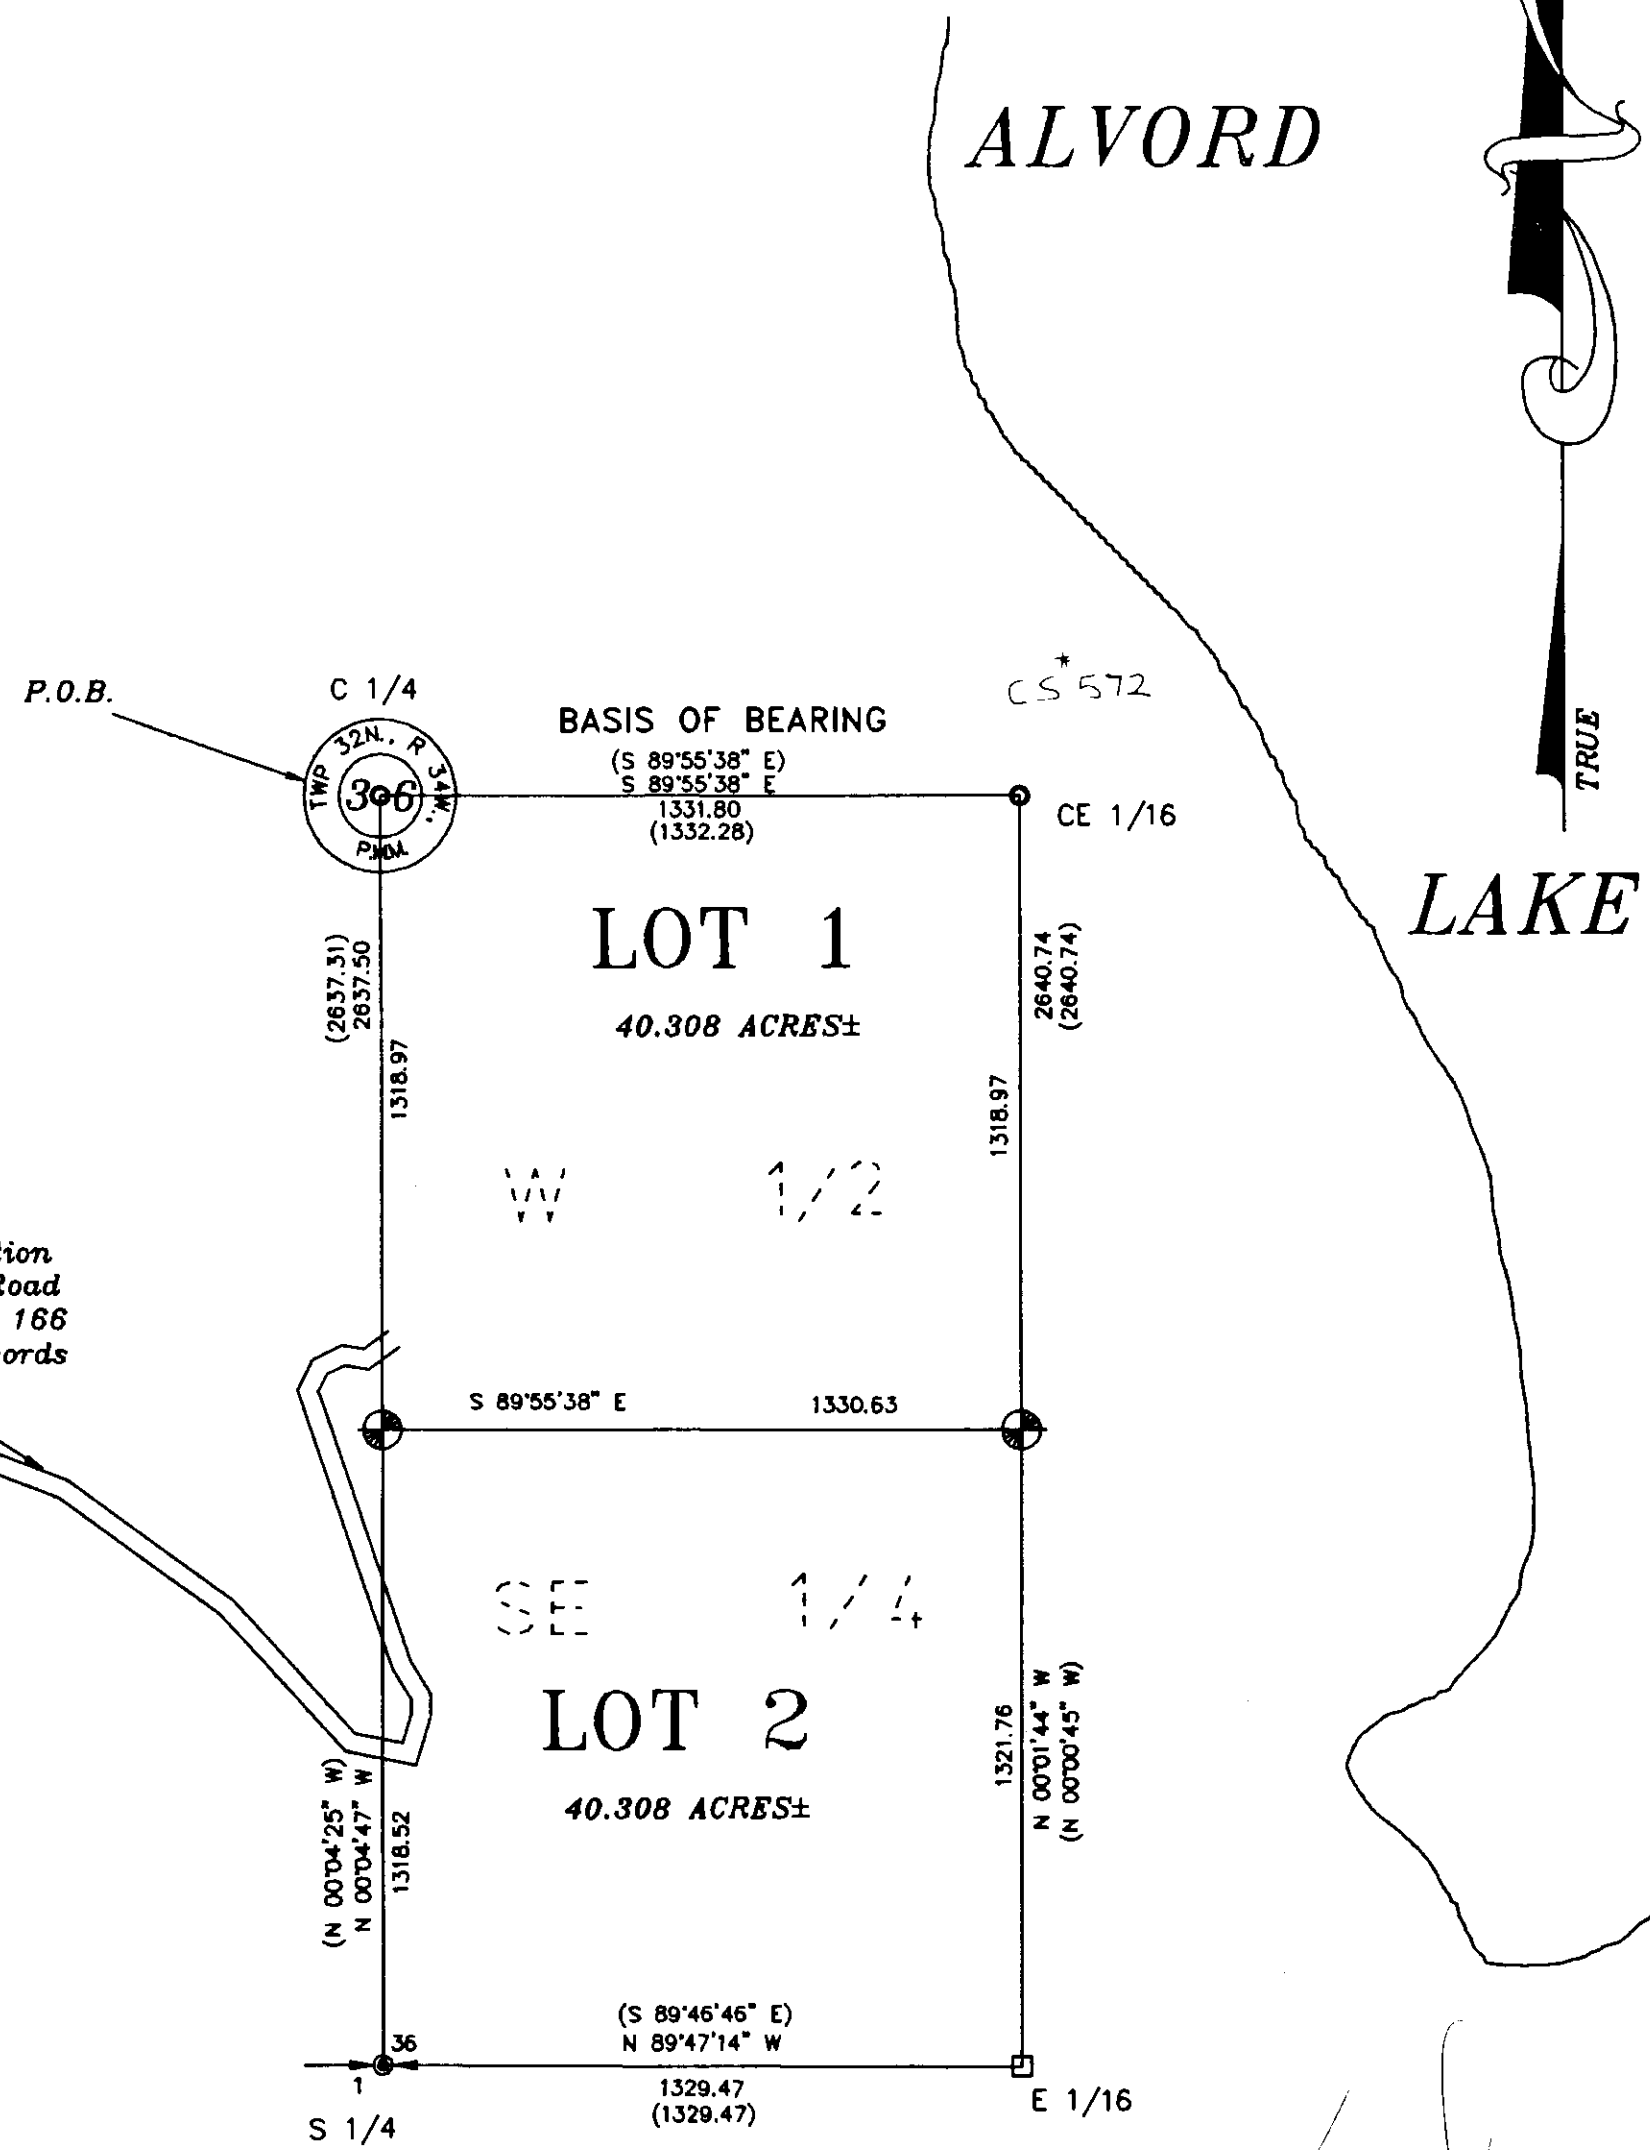 ALVORD
TRUE
LAKE
CS * 572
P.O.B.
C 1/4
TWP 32N., R 34W.,
36
P.M.M.
BASIS OF BEARING
(S 89°55'38" E)
S 89°55'38" E
1331.80
(1332.28)
CE 1/16
LOT 1
40.308 ACRES±
(2637.31)
2637.50
1318.97
2640.74
(2640.74)
1318.97
W 1/2
tion
Road
166
ords
S 89°55'38" E 1330.63
SE 1/4
LOT 2
40.308 ACRES±
(N 00°04'25" W)
N 00°04'47" W
1318.52
1321.76
N 00°01'44" W
(N 00°00'45" W)
(S 89°46'46" E)
N 89°47'14" W
36
1
1329.47
(1329.47)
S 1/4
E 1/16